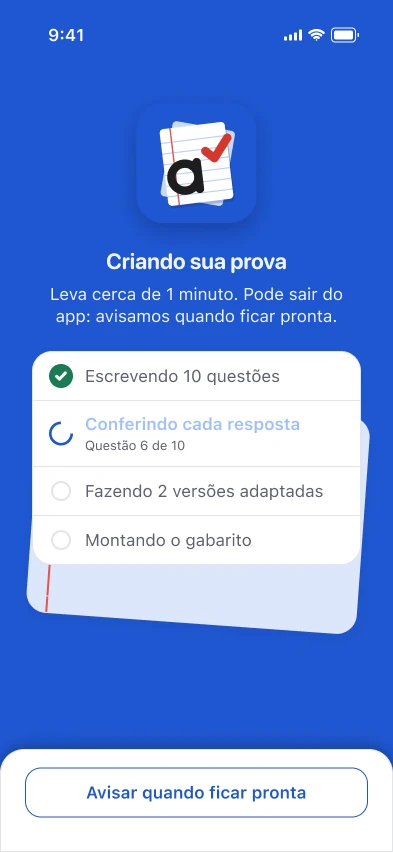 9:41
a
Criando sua prova
Leva cerca de 1 minuto. Pode sair do
app: avisamos quando ficar pronta.
Escrevendo 10 questões
Conferindo cada resposta
Questão 6 de 10
Fazendo 2 versões adaptadas
Montando o gabarito
Avisar quando ficar pronta